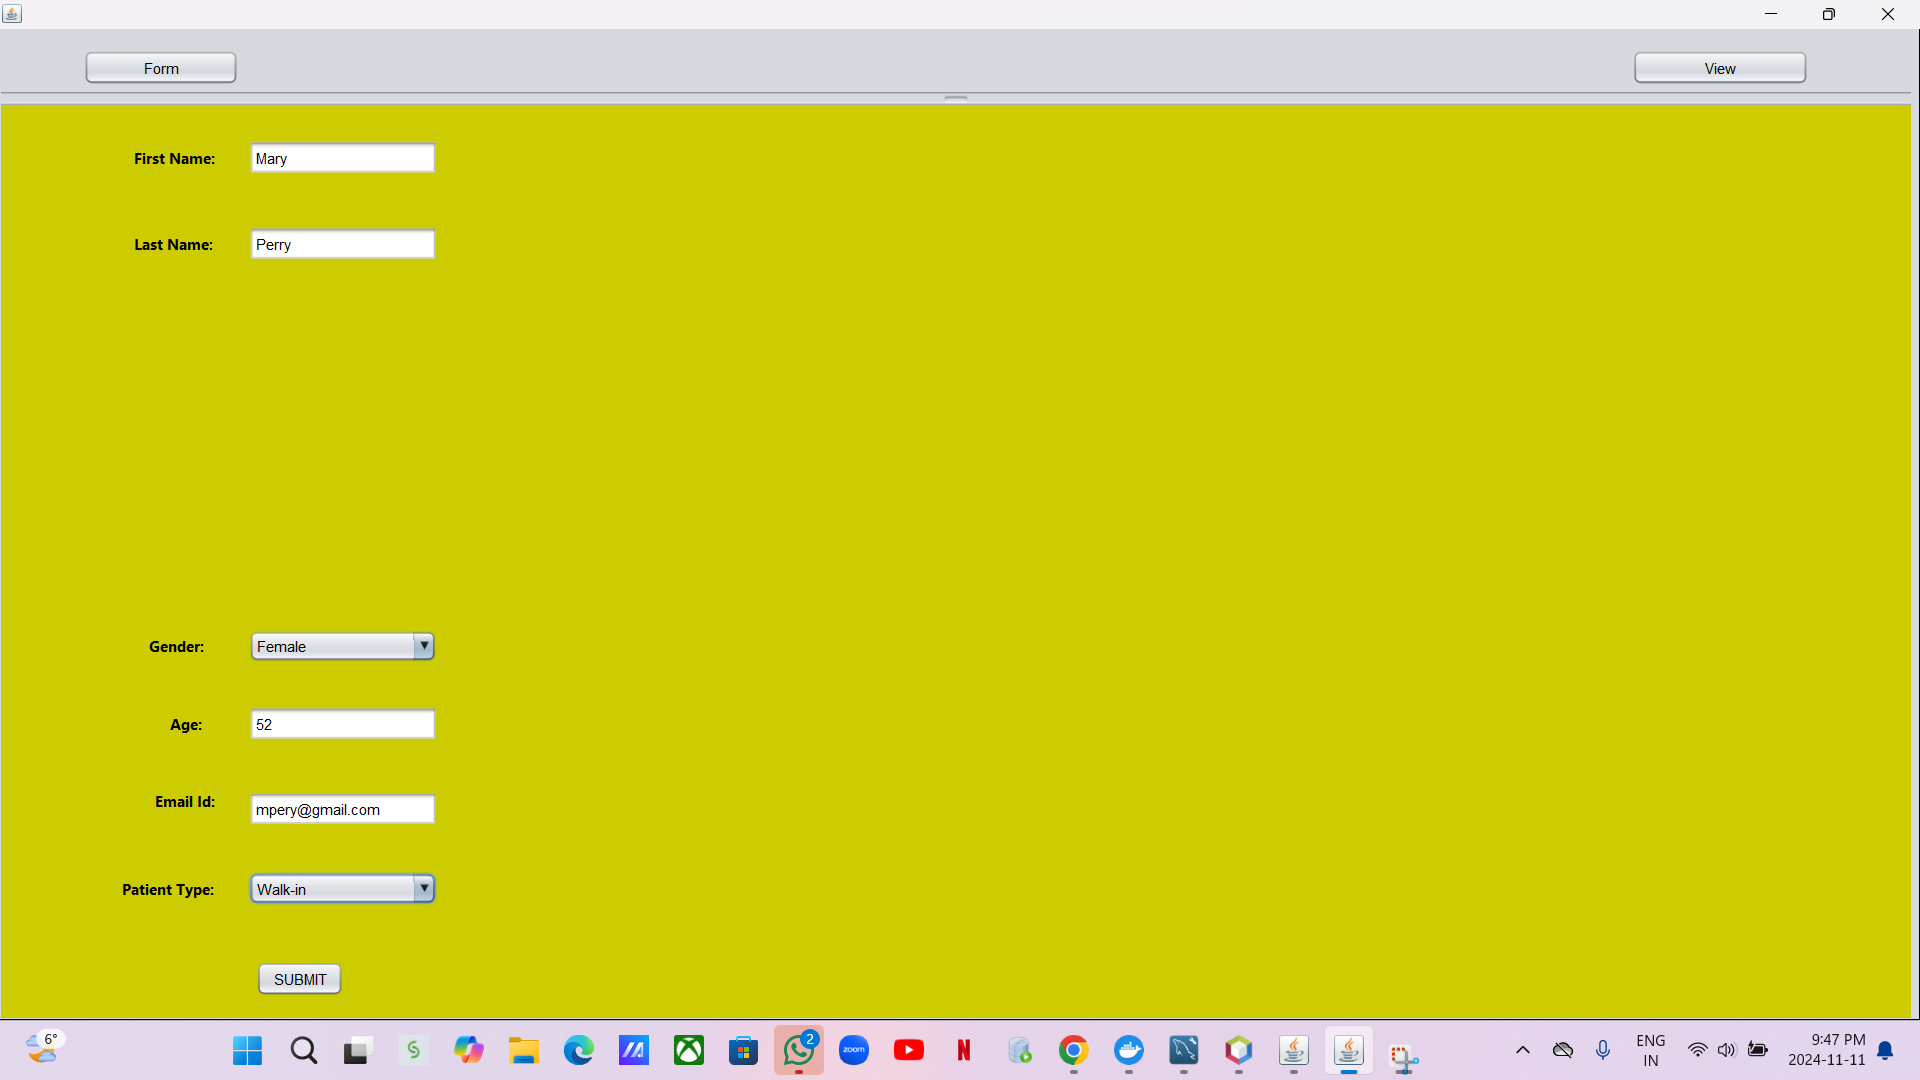 Form
View
First Name: Mary
Last Name: Perry
Gender: Female
Age: 52
Email Id: mpery@gmail.com
Patient Type: Walk-in
SUBMIT
6°
2
zoom
N
ENG
IN
9:47 PM
2024-11-11